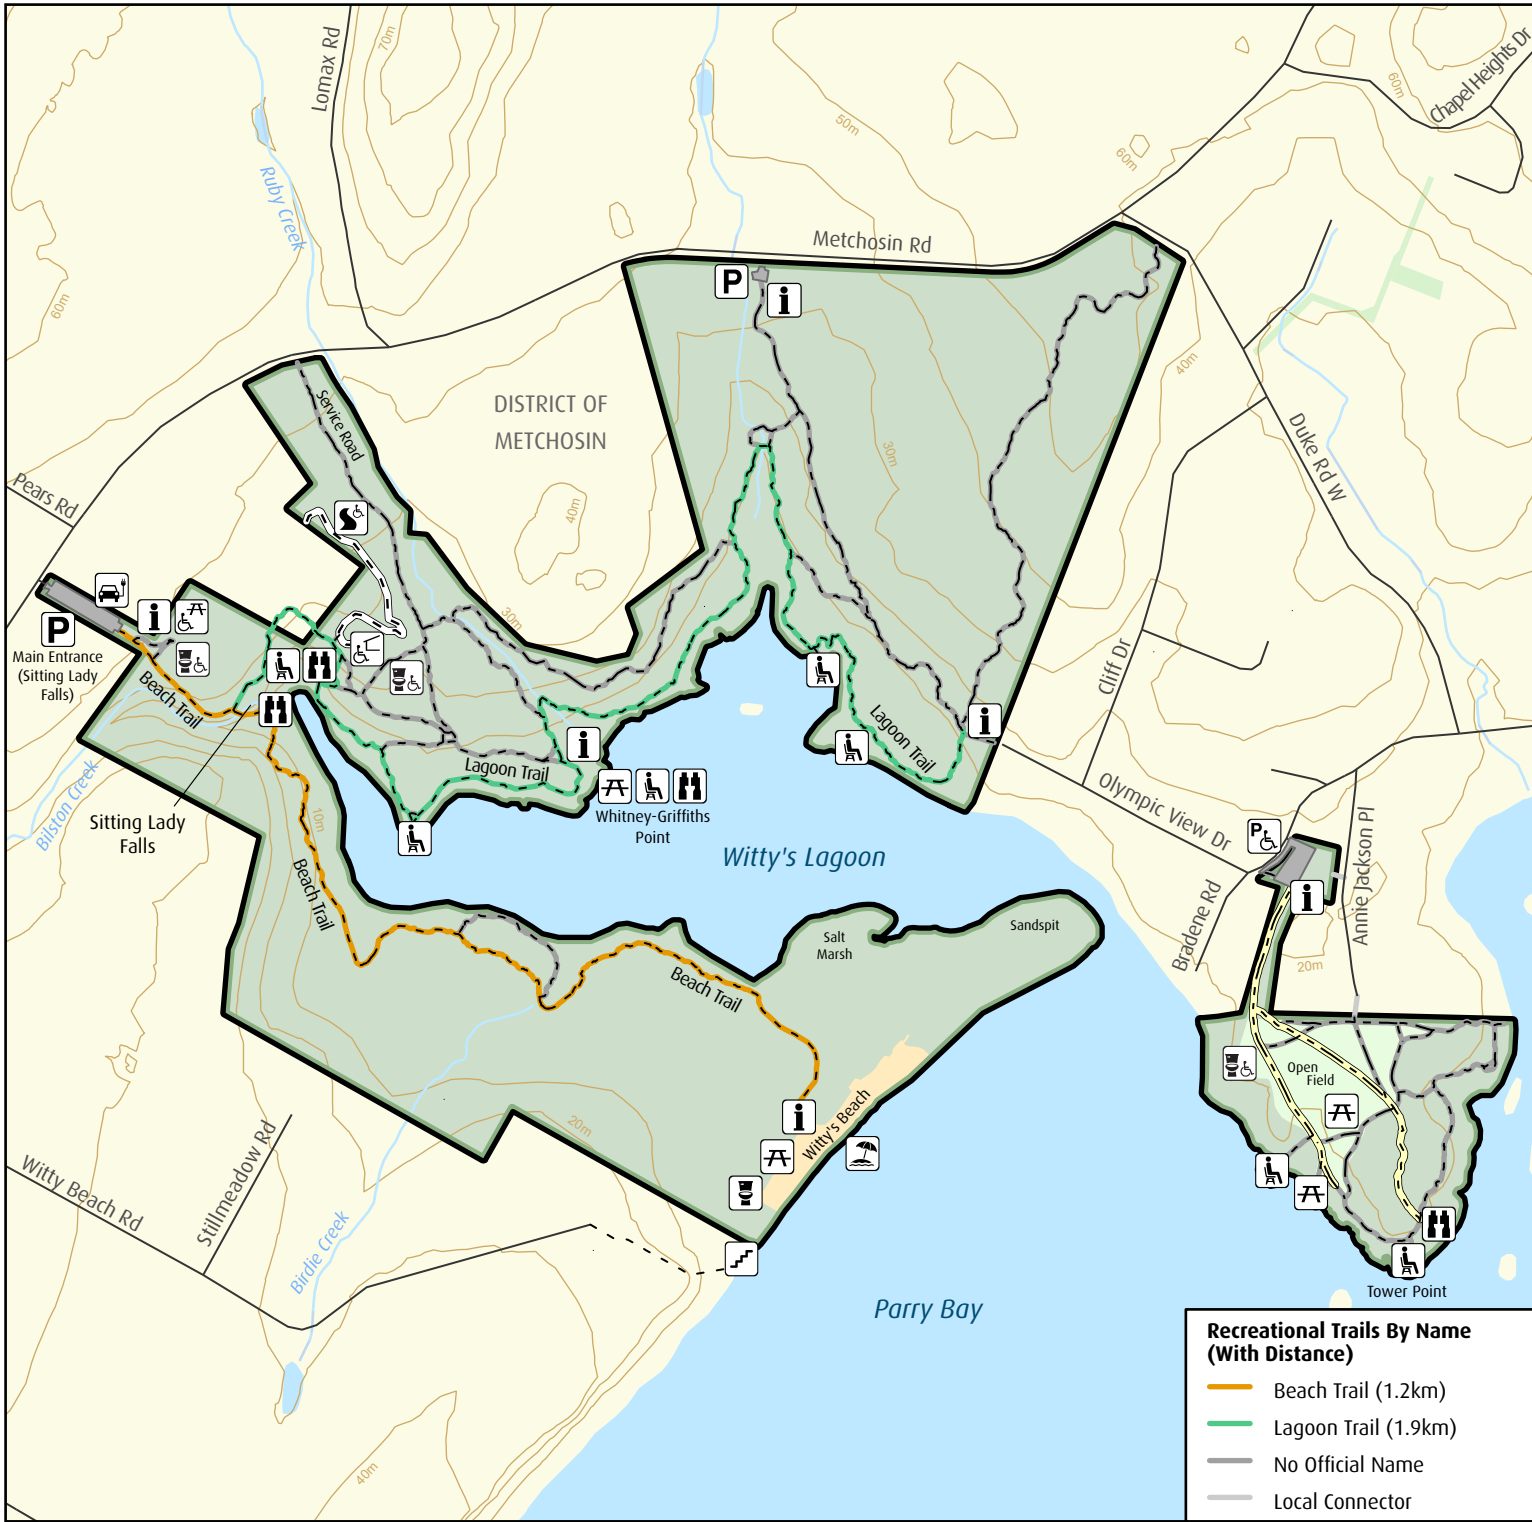 Lomax Rd
70m
Chapel Heights Dr
60m
50m
60m
Ruby Creek
Metchosin Rd
P
i
60m
40m
Service Road
DISTRICT OF
METCHOSIN
30m
Duke Rd W
Pears Rd
40m
30m
i
P
Main Entrance
(Sitting Lady
Falls)
Beach Trail
Cliff Dr
Lagoon Trail
i
i
Lagoon Trail
Bilston Creek
Sitting Lady
Falls
10m
Whitney-Griffiths
Point
Olympic View Dr
Witty's Lagoon
P
Annie Jackson Pl
Beach Trail
i
Bradene Rd
Salt
Marsh
Sandspit
20m
Beach Trail
Open
Field
Witty's Beach
i
20m
Stillmeadow Rd
Witty Beach Rd
Birdie Creek
Tower Point
Parry Bay
40m
Recreational Trails By Name
(With Distance)
Beach Trail (1.2km)
Lagoon Trail (1.9km)
No Official Name
Local Connector